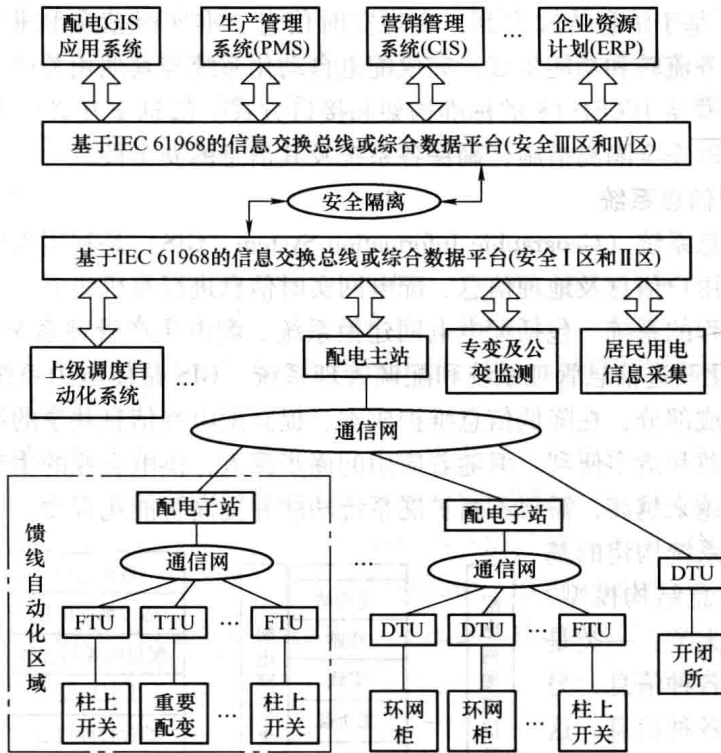 配电GIS
应用系统
生产管理
系统(PMS)
营销管理
系统(CIS)
...
企业资源
计划(ERP)
基于IEC 61968的信息交换总线或综合数据平台(安全Ⅲ区和Ⅳ区)
安全隔离
基于IEC 61968的信息交换总线或综合数据平台(安全Ⅰ区和Ⅱ区)
上级调度自
动化系统
...
配电主站
专变及公
变监测
居民用电
信息采集
通信网
馈线自动化区域
配电子站
通信网
FTU
TTU
...
FTU
柱上
开关
重要
配变
...
柱上
开关
...
配电子站
通信网
DTU
DTU
...
FTU
环网
柜
环网
柜
...
柱上
开关
DTU
开闭
所